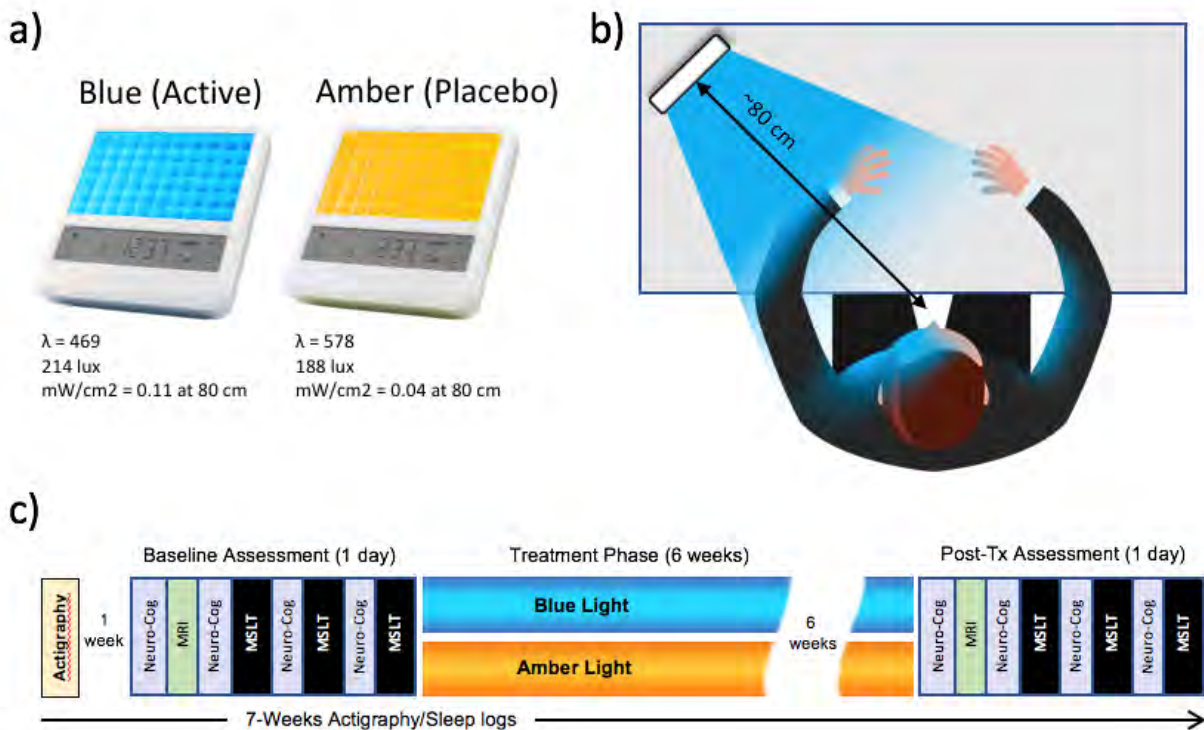 a)
Blue (Active)
Amber (Placebo)
λ = 469
214 lux
mW/cm2 = 0.11 at 80 cm
λ = 578
188 lux
mW/cm2 = 0.04 at 80 cm
b)
~80 cm
c)
Baseline Assessment (1 day)
Treatment Phase (6 weeks)
Post-Tx Assessment (1 day)
Actigraphy
1
week
Neuro-Cog
MRI
Neuro-Cog
MSLT
Neuro-Cog
MSLT
Neuro-Cog
MSLT
Blue Light
Amber Light
6
weeks
Neuro-Cog
MRI
Neuro-Cog
MSLT
Neuro-Cog
MSLT
Neuro-Cog
MSLT
7-Weeks Actigraphy/Sleep logs